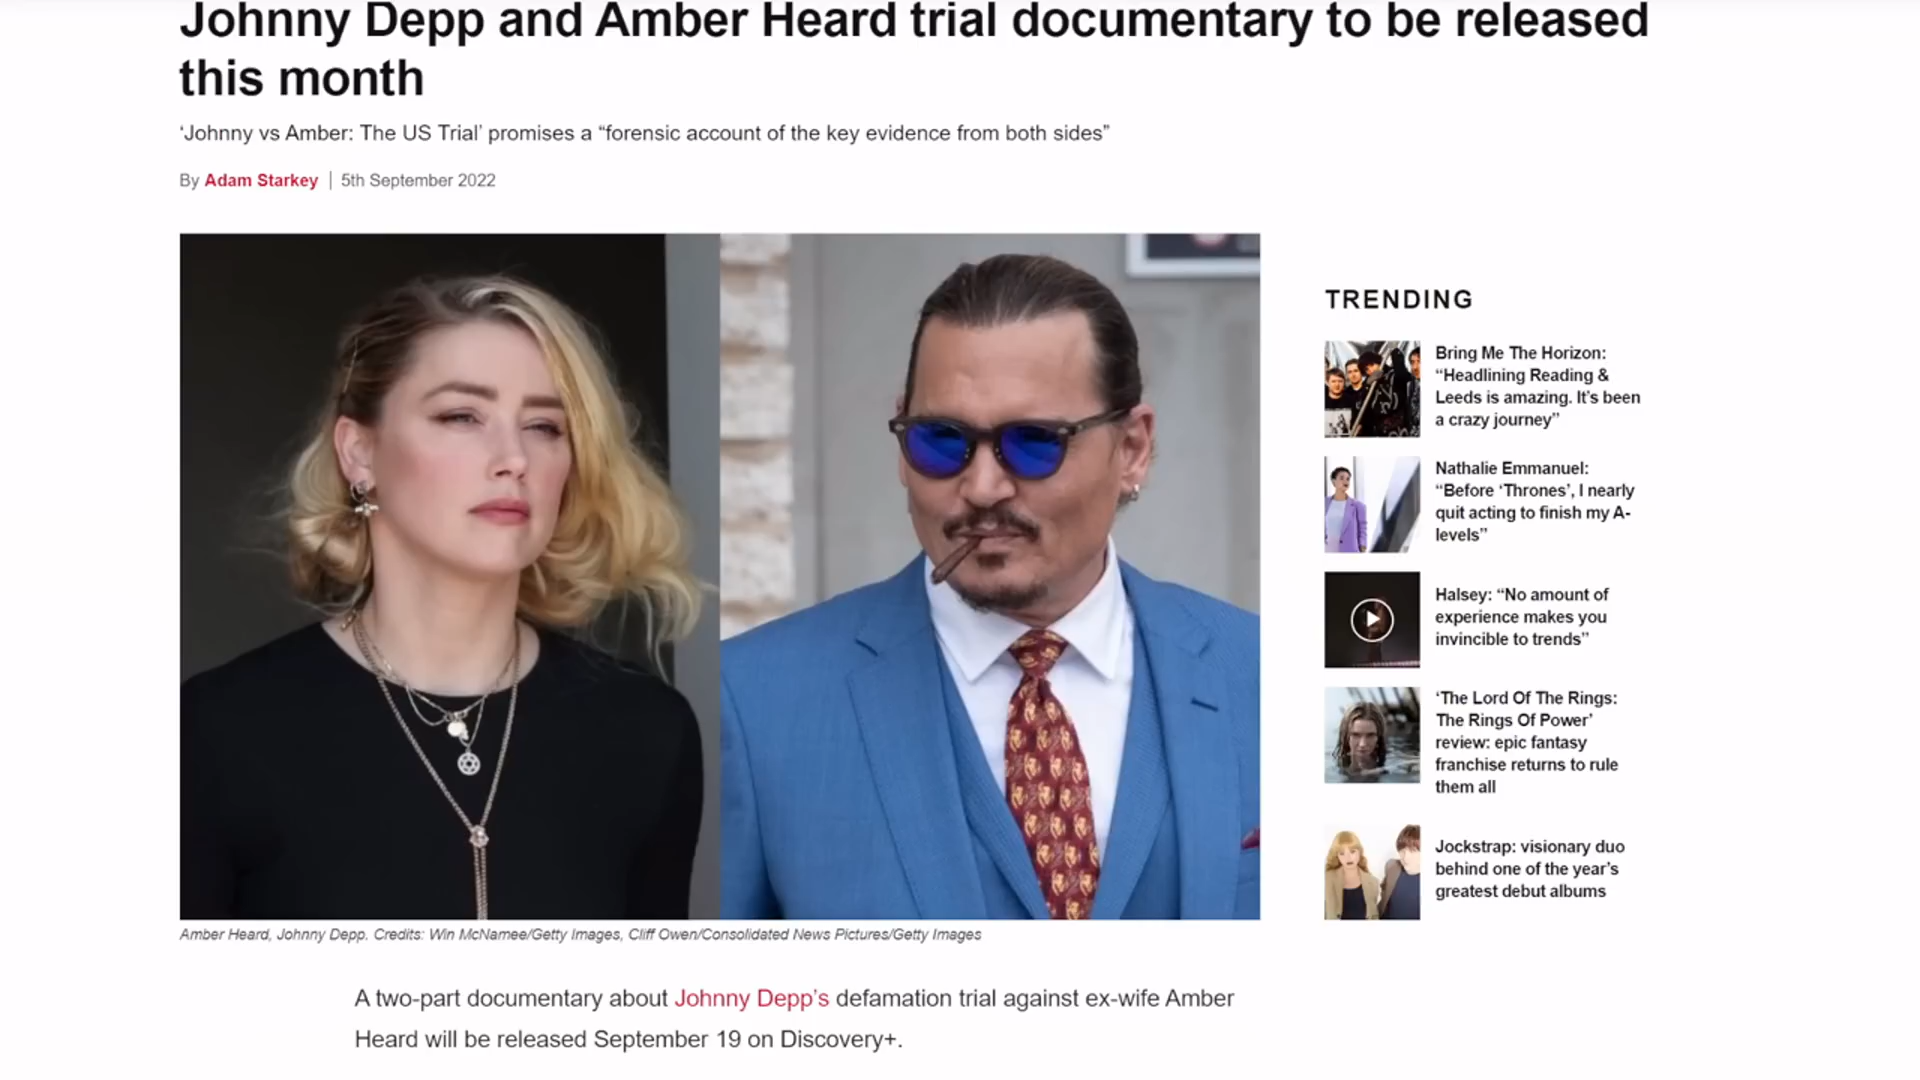 Johnny Depp and Amber Heard trial documentary to be released
this month
‘Johnny vs Amber: The US Trial’ promises a “forensic account of the key evidence from both sides”
By Adam Starkey | 5th September 2022
TRENDING
Bring Me The Horizon:
“Headlining Reading &
Leeds is amazing. It’s been
a crazy journey”
Nathalie Emmanuel:
“Before ‘Thrones’, I nearly
quit acting to finish my A-
levels”
Halsey: “No amount of
experience makes you
invincible to trends”
‘The Lord Of The Rings:
The Rings Of Power’
review: epic fantasy
franchise returns to rule
them all
Jockstrap: visionary duo
behind one of the year’s
greatest debut albums
Amber Heard, Johnny Depp. Credits: Win McNamee/Getty Images, Cliff Owen/Consolidated News Pictures/Getty Images
A two-part documentary about Johnny Depp’s defamation trial against ex-wife Amber
Heard will be released September 19 on Discovery+.